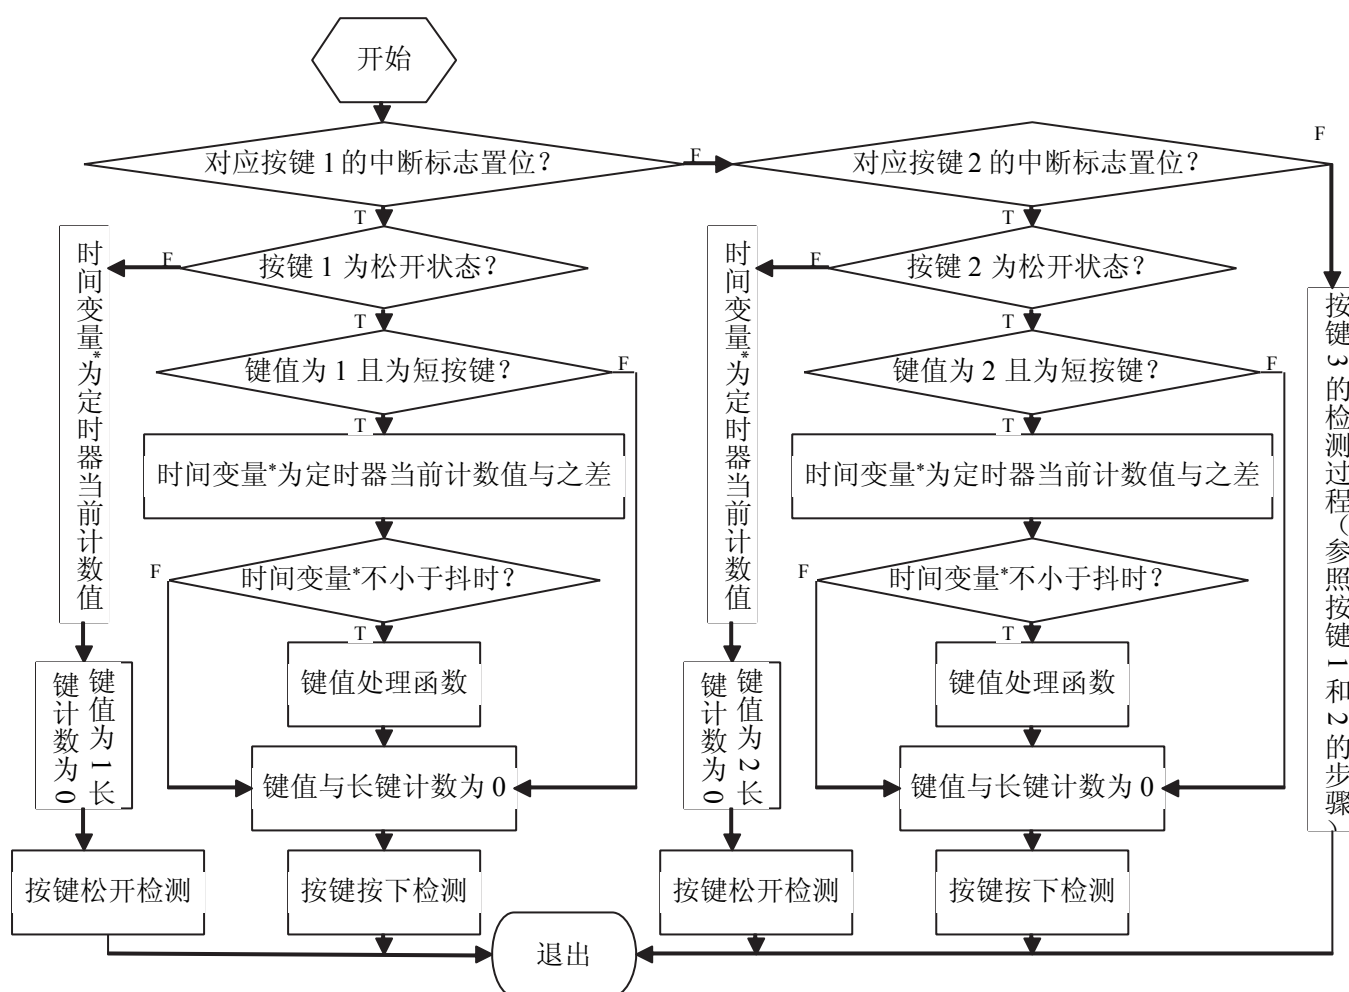 开始
对应按键1的中断标志置位？
F
对应按键2的中断标志置位？
F
T
T
按键1为松开状态？
F
按键2为松开状态？
F
时间变量*为定时器当前计数值
时间变量*为定时器当前计数值
按键3的检测过程（参照按键1和2的步骤）
T
T
键值为1且为短按键？
F
键值为2且为短按键？
F
T
T
时间变量*为定时器当前计数值与之差
时间变量*为定时器当前计数值与之差
F
时间变量*不小于抖时？
F
时间变量*不小于抖时？
T
T
键值为1长
键计数为0
键值处理函数
键值为2长
键计数为0
键值处理函数
键值与长键计数为0
键值与长键计数为0
按键松开检测
按键按下检测
按键松开检测
按键按下检测
退出